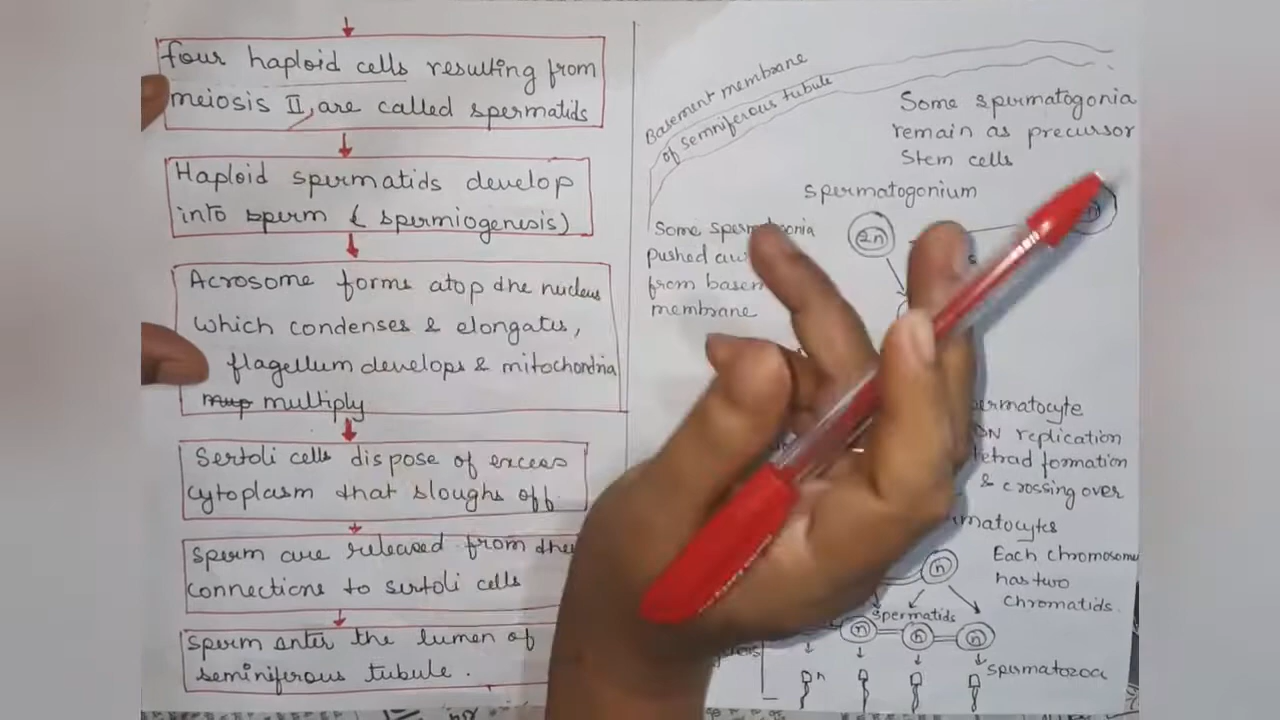 four haploid cells resulting from
meiosis II, are called spermatids
Haploid spermatids develop
into sperm ( spermiogenesis)
Acrosome forms atop the nucleus
which condenses & elongates,
flagellum develops & mitochondria
multiply
Sertoli cells dispose of excess
cytoplasm that sloughs off.
Sperm are released from the
connections to sertoli cells
Sperm enter the lumen of
seminiferous tubule.
Basement membrane
of semniferous tubule
Some spermatogonia
remain as precursor
Stem cells
spermatogonium
2n
Some
pushed
from
membrane
DN replication
tetrad formation
& crossing over
Each chromosome
has two
chromatids.
n
spermatids
n
n
n
n
spermatozoa